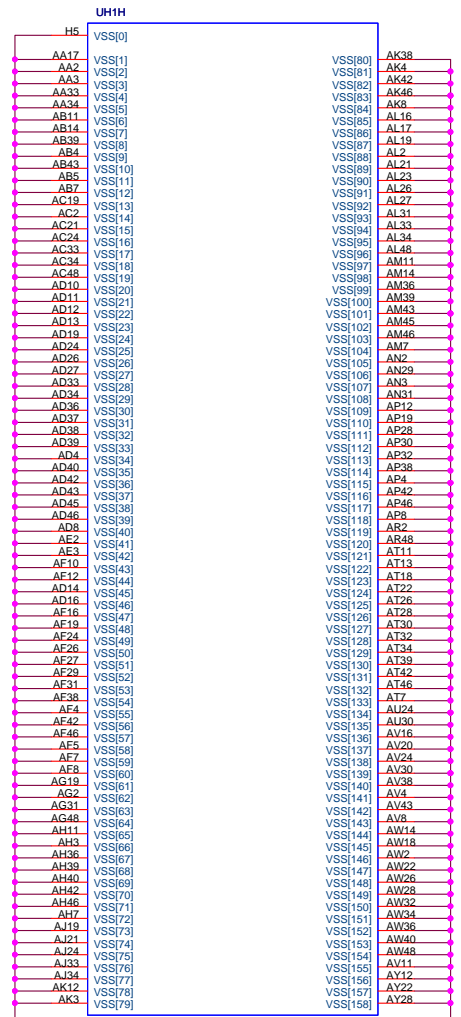 UH1H
H5 VSS[0]
AA17 VSS[1]
AA2 VSS[2]
AA3 VSS[3]
AA33 VSS[4]
AA34 VSS[5]
AB11 VSS[6]
AB14 VSS[7]
AB39 VSS[8]
AB4 VSS[9]
AB43 VSS[10]
AB5 VSS[11]
AB7 VSS[12]
AC19 VSS[13]
AC2 VSS[14]
AC21 VSS[15]
AC24 VSS[16]
AC33 VSS[17]
AC34 VSS[18]
AC48 VSS[19]
AD10 VSS[20]
AD11 VSS[21]
AD12 VSS[22]
AD13 VSS[23]
AD19 VSS[24]
AD24 VSS[25]
AD26 VSS[26]
AD27 VSS[27]
AD33 VSS[28]
AD34 VSS[29]
AD36 VSS[30]
AD37 VSS[31]
AD38 VSS[32]
AD39 VSS[33]
AD4 VSS[34]
AD40 VSS[35]
AD42 VSS[36]
AD43 VSS[37]
AD45 VSS[38]
AD46 VSS[39]
AD8 VSS[40]
AE2 VSS[41]
AE3 VSS[42]
AF10 VSS[43]
AF12 VSS[44]
AD14 VSS[45]
AD16 VSS[46]
AF16 VSS[47]
AF19 VSS[48]
AF24 VSS[49]
AF26 VSS[50]
AF27 VSS[51]
AF29 VSS[52]
AF31 VSS[53]
AF38 VSS[54]
AF4 VSS[55]
AF42 VSS[56]
AF46 VSS[57]
AF5 VSS[58]
AF7 VSS[59]
AF8 VSS[60]
AG19 VSS[61]
AG2 VSS[62]
AG31 VSS[63]
AG48 VSS[64]
AH11 VSS[65]
AH3 VSS[66]
AH36 VSS[67]
AH39 VSS[68]
AH40 VSS[69]
AH42 VSS[70]
AH46 VSS[71]
AH7 VSS[72]
AJ19 VSS[73]
AJ21 VSS[74]
AJ24 VSS[75]
AJ33 VSS[76]
AJ34 VSS[77]
AK12 VSS[78]
AK3 VSS[79]
VSS[80] AK38
VSS[81] AK4
VSS[82] AK42
VSS[83] AK46
VSS[84] AK8
VSS[85] AL16
VSS[86] AL17
VSS[87] AL19
VSS[88] AL2
VSS[89] AL21
VSS[90] AL23
VSS[91] AL26
VSS[92] AL27
VSS[93] AL31
VSS[94] AL33
VSS[95] AL34
VSS[96] AL48
VSS[97] AM11
VSS[98] AM14
VSS[99] AM36
VSS[100] AM39
VSS[101] AM43
VSS[102] AM45
VSS[103] AM46
VSS[104] AM7
VSS[105] AN2
VSS[106] AN29
VSS[107] AN3
VSS[108] AN31
VSS[109] AP12
VSS[110] AP19
VSS[111] AP28
VSS[112] AP30
VSS[113] AP32
VSS[114] AP38
VSS[115] AP4
VSS[116] AP42
VSS[117] AP46
VSS[118] AP8
VSS[119] AR2
VSS[120] AR48
VSS[121] AT11
VSS[122] AT13
VSS[123] AT18
VSS[124] AT22
VSS[125] AT26
VSS[126] AT28
VSS[127] AT30
VSS[128] AT32
VSS[129] AT34
VSS[130] AT39
VSS[131] AT42
VSS[132] AT46
VSS[133] AT7
VSS[134] AU24
VSS[135] AU30
VSS[136] AV16
VSS[137] AV20
VSS[138] AV24
VSS[139] AV30
VSS[140] AV38
VSS[141] AV4
VSS[142] AV43
VSS[143] AV8
VSS[144] AW14
VSS[145] AW18
VSS[146] AW2
VSS[147] AW22
VSS[148] AW26
VSS[149] AW28
VSS[150] AW32
VSS[151] AW34
VSS[152] AW36
VSS[153] AW40
VSS[154] AW48
VSS[155] AV11
VSS[156] AY12
VSS[157] AY22
VSS[158] AY28